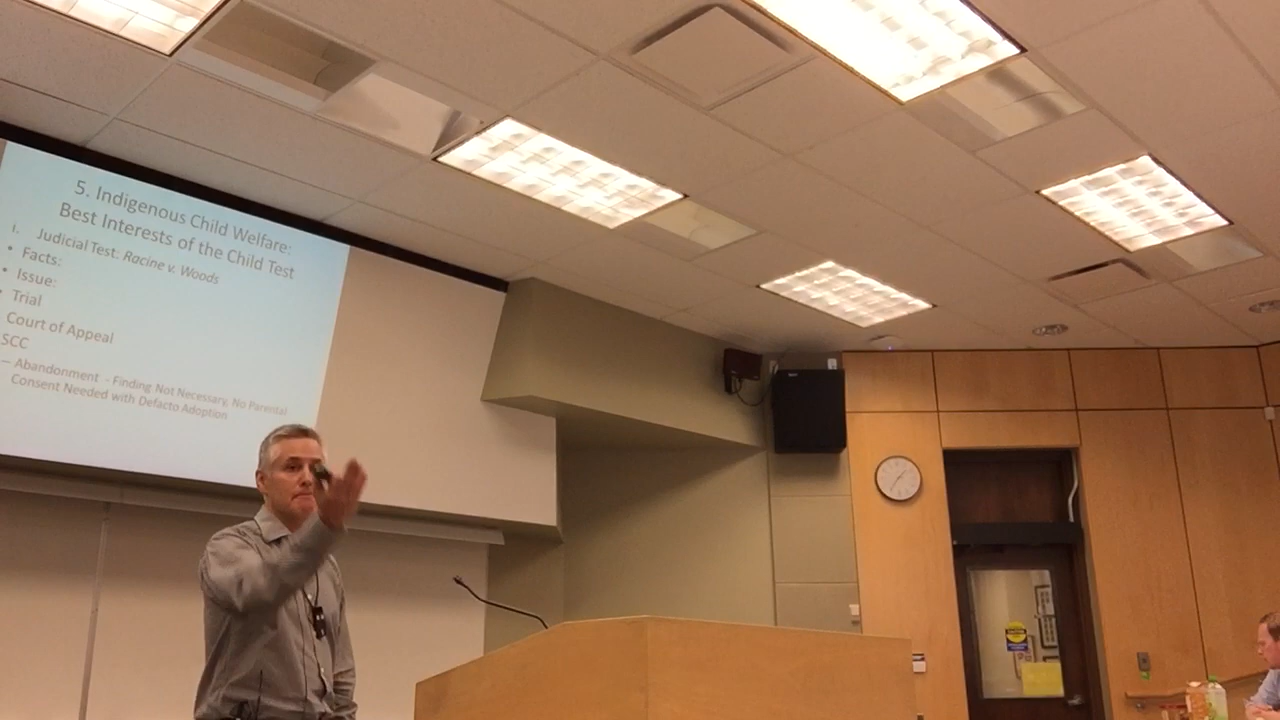 5. Indigenous Child Welfare:
Best Interests of the Child Test
i. Judicial Test: Racine v. Woods
• Facts:
• Issue:
• Trial
Court of Appeal
SCC
– Abandonment - Finding Not Necessary, No Parental
Consent Needed with Defacto Adoption